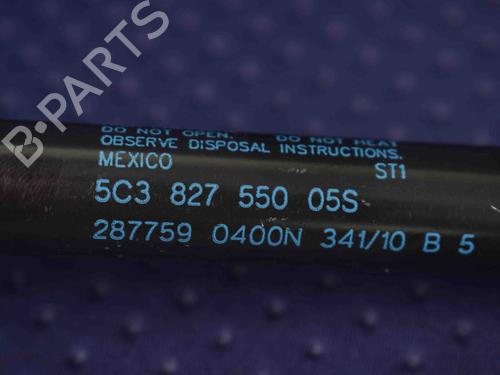 B-PARTS
DO NOT OPEN. DO NOT HEAT
OBSERVE DISPOSAL INSTRUCTIONS.
MEXICO ST1
5C3 827 550 05S
287759 0400N 341/10 B 5